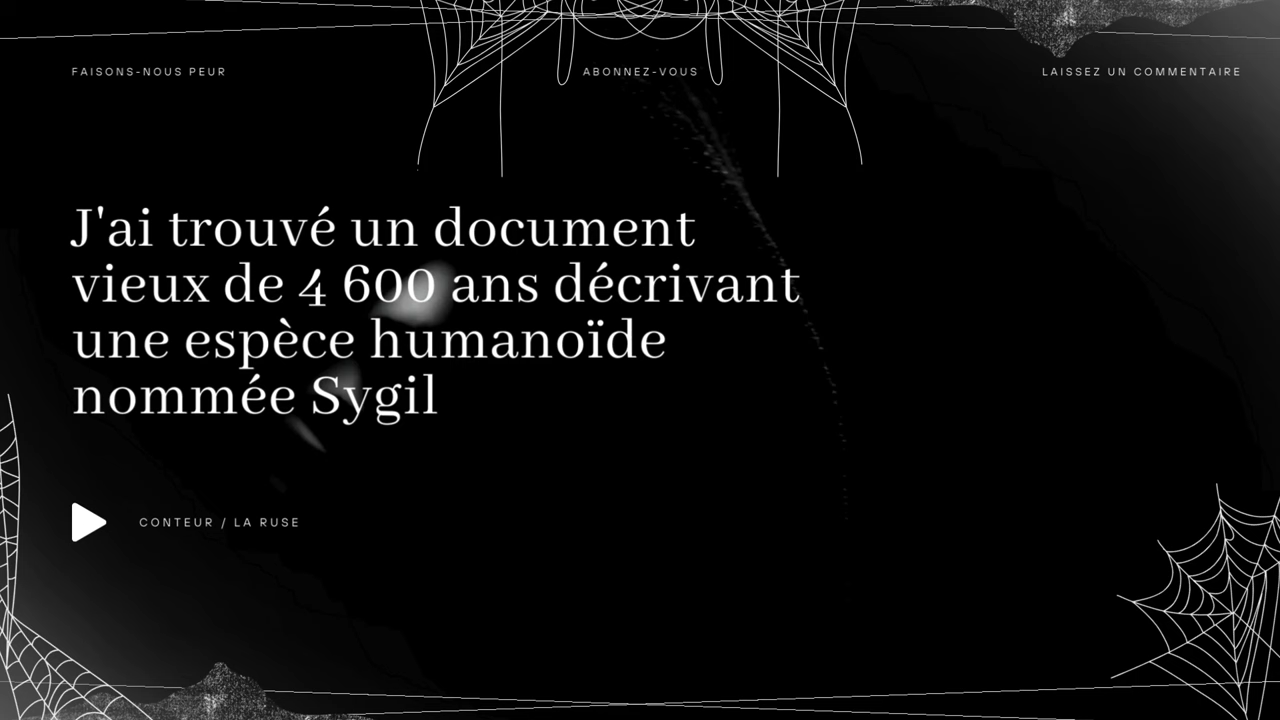 FAISONS-NOUS PEUR
ABONNEZ-VOUS
LAISSEZ UN COMMENTAIRE
J'ai trouvé un document
vieux de 4 600 ans décrivant
une espèce humanoïde
nommée Sygil
CONTEUR / LA RUSE